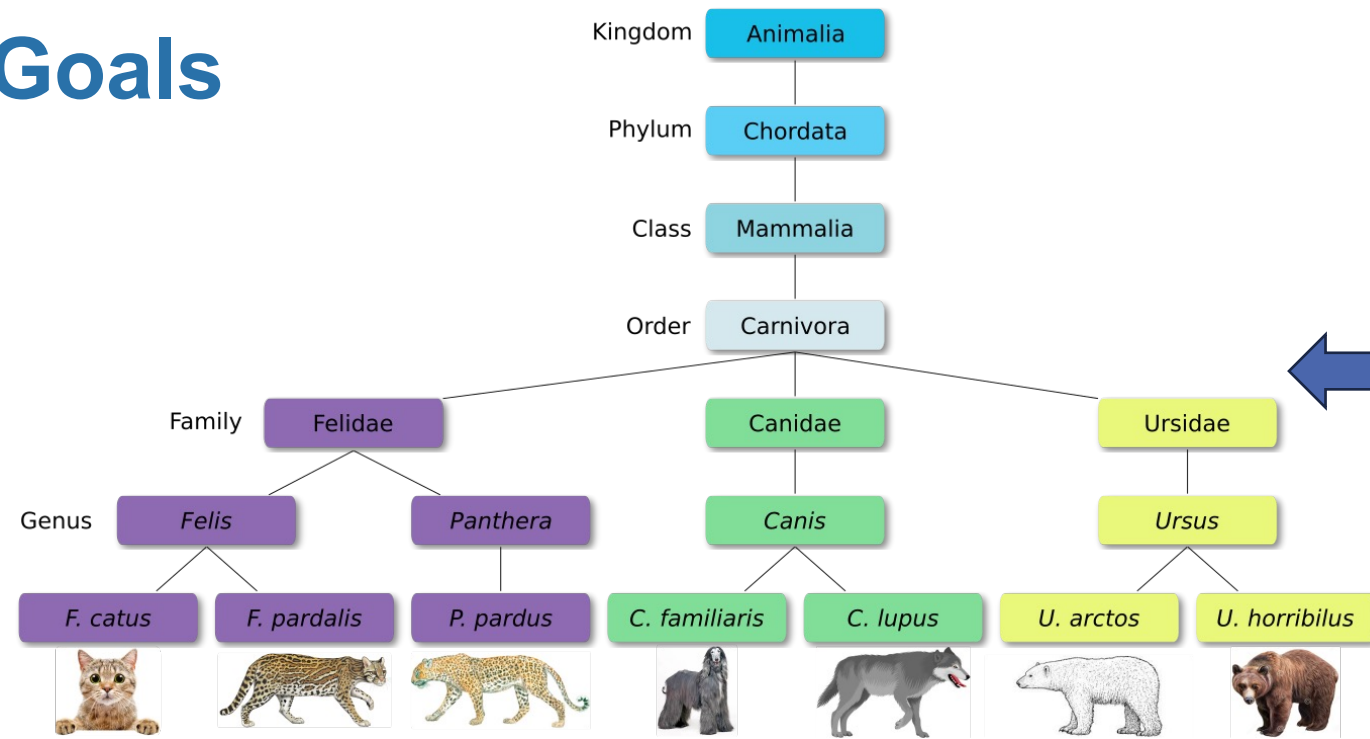 Goals
Kingdom Animalia
Phylum Chordata
Class Mammalia
Order Carnivora
Family Felidae Canidae Ursidae
Genus Felis Panthera Canis Ursus
F. catus F. pardalis P. pardus C. familiaris C. lupus U. arctos U. horribilus